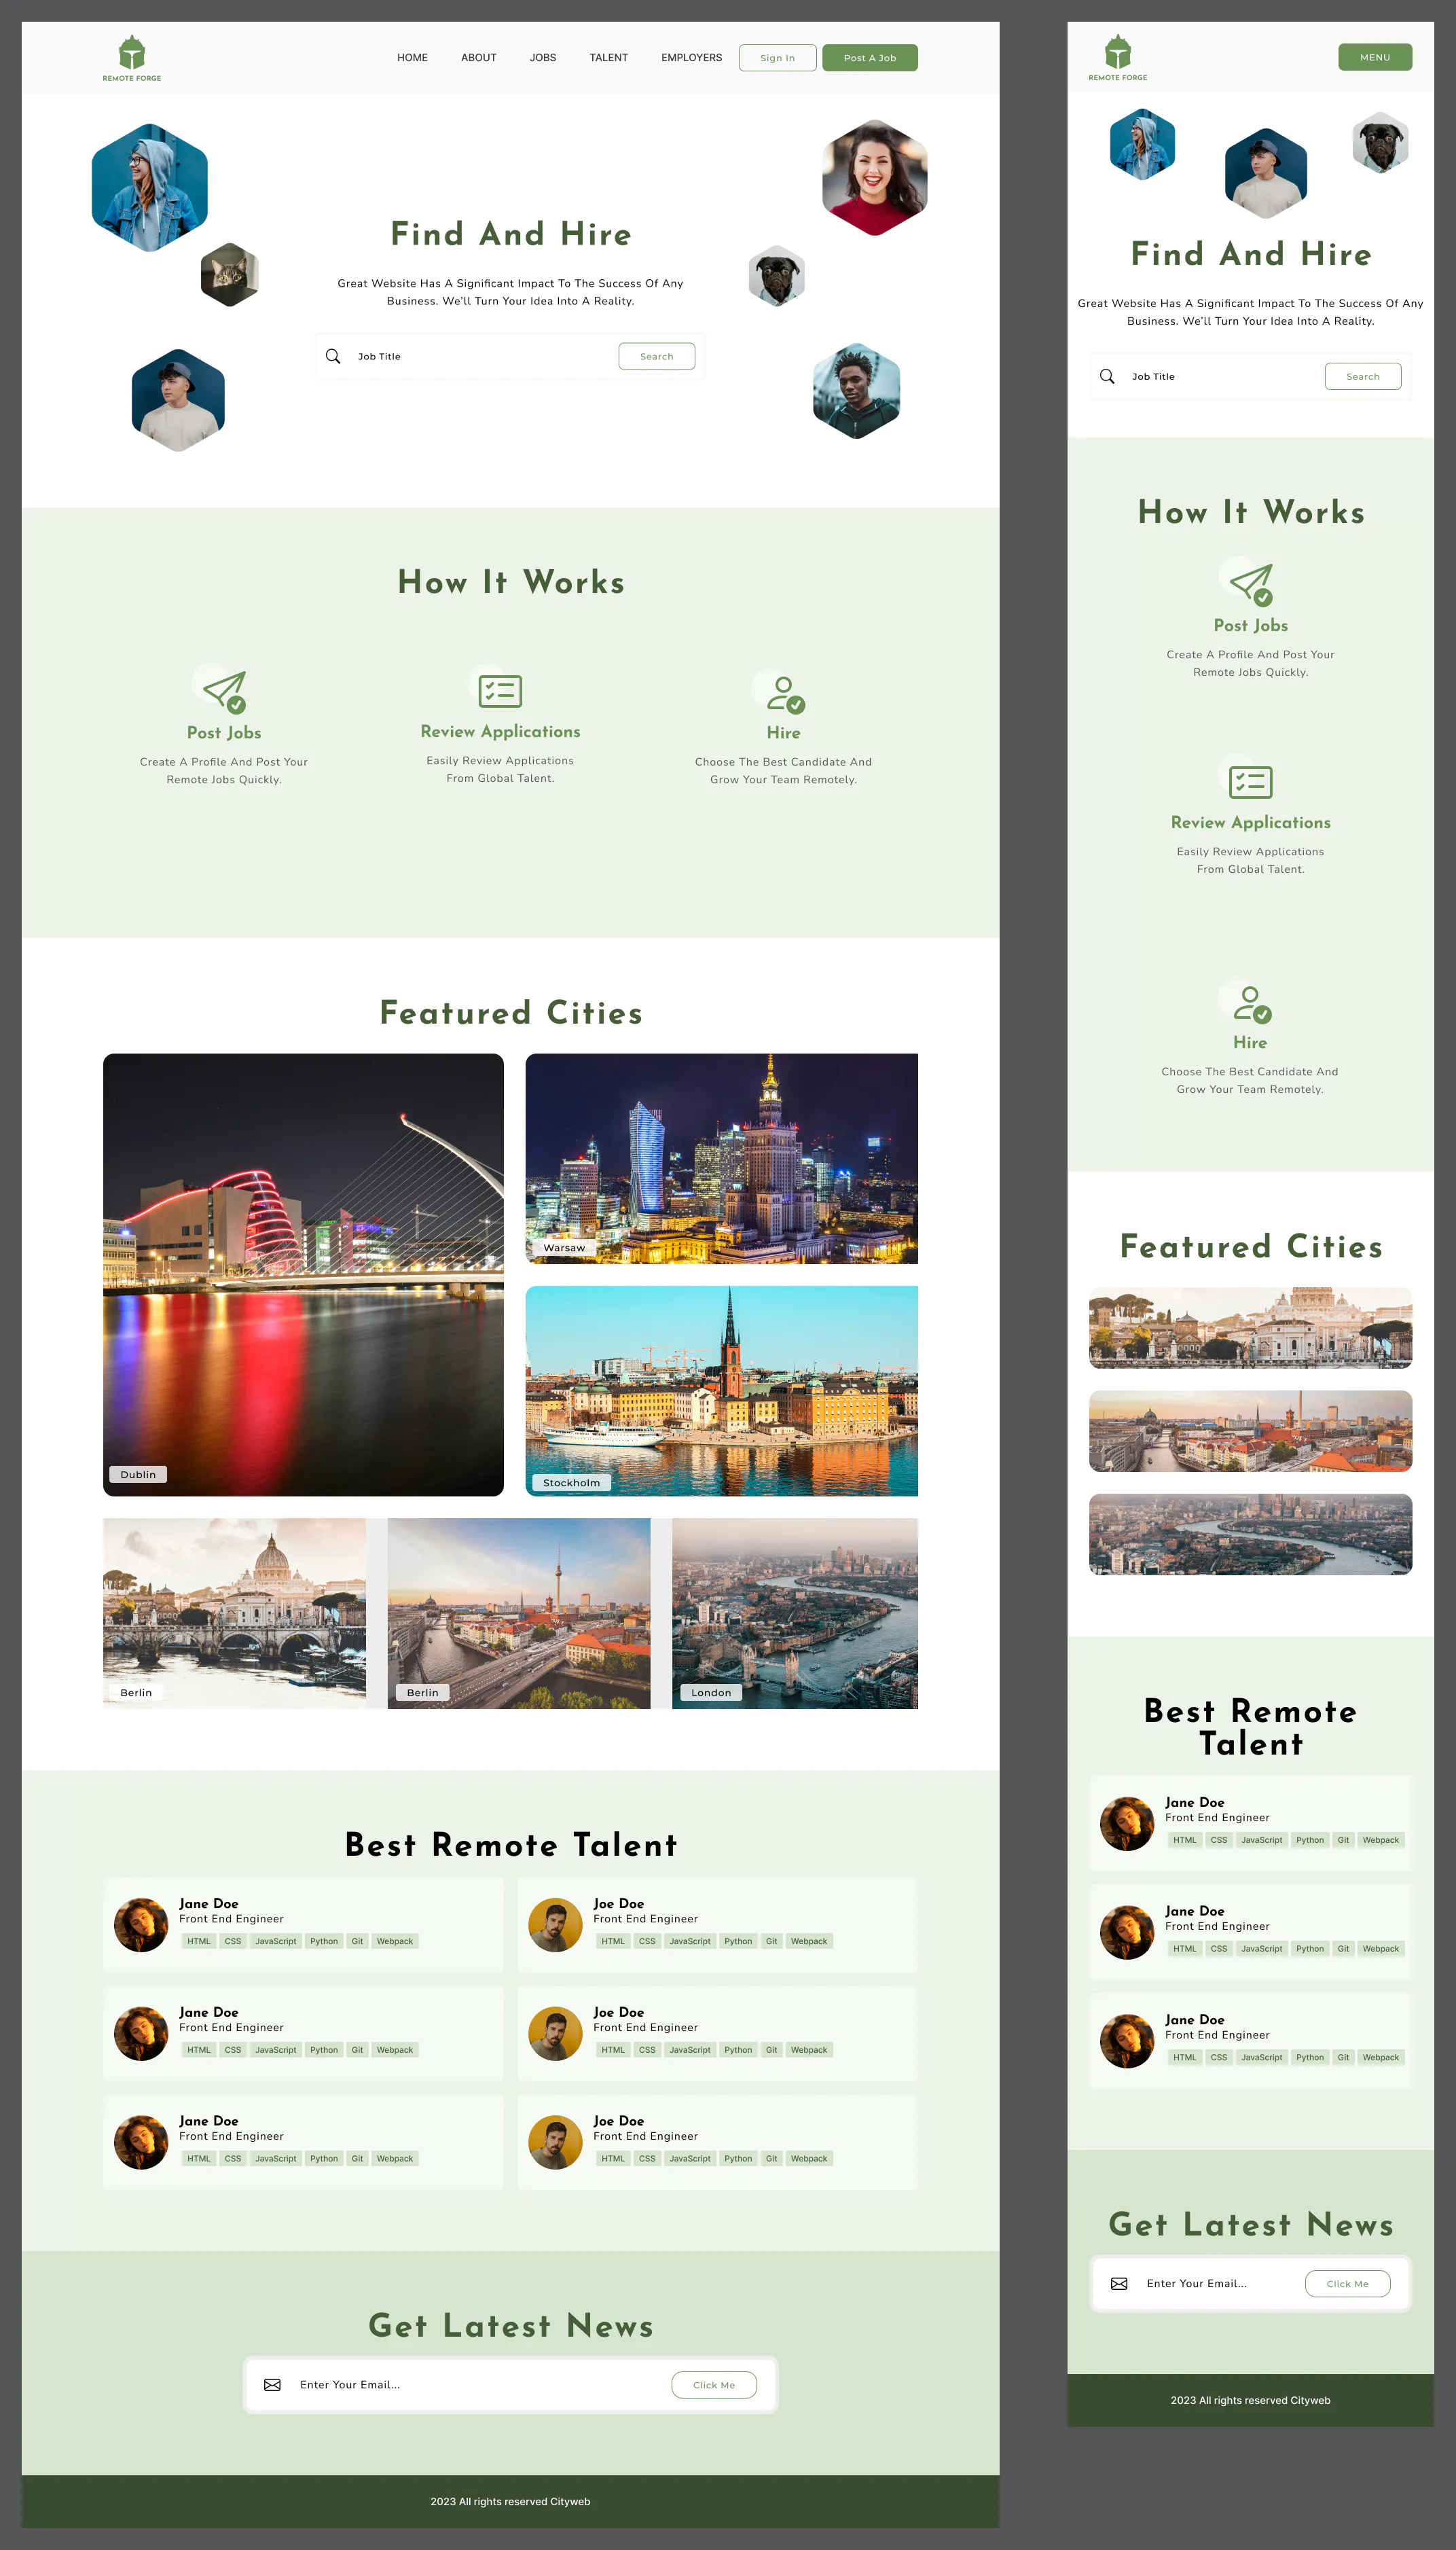 REMOTE FORGE
HOME ABOUT JOBS TALENT EMPLOYERS Sign In Post A Job
Find And Hire
Great Website Has A Significant Impact To The Success Of Any
Business. We'll Turn Your Idea Into A Reality.
Job Title Search
How It Works
Post Jobs
Create A Profile And Post Your
Remote Jobs Quickly.
Review Applications
Easily Review Applications
From Global Talent.
Hire
Choose The Best Candidate And
Grow Your Team Remotely.
Featured Cities
Dublin
Warsaw
Stockholm
Berlin
Berlin
London
Best Remote Talent
Jane Doe
Front End Engineer
HTML CSS JavaScript Python Git Webpack
Joe Doe
Front End Engineer
HTML CSS JavaScript Python Git Webpack
Jane Doe
Front End Engineer
HTML CSS JavaScript Python Git Webpack
Joe Doe
Front End Engineer
HTML CSS JavaScript Python Git Webpack
Jane Doe
Front End Engineer
HTML CSS JavaScript Python Git Webpack
Joe Doe
Front End Engineer
HTML CSS JavaScript Python Git Webpack
Get Latest News
Enter Your Email... Click Me
2023 All rights reserved Cityweb
REMOTE FORGE
MENU
Find And Hire
Great Website Has A Significant Impact To The Success Of Any
Business. We'll Turn Your Idea Into A Reality.
Job Title Search
How It Works
Post Jobs
Create A Profile And Post Your
Remote Jobs Quickly.
Review Applications
Easily Review Applications
From Global Talent.
Hire
Choose The Best Candidate And
Grow Your Team Remotely.
Featured Cities
Best Remote
Talent
Jane Doe
Front End Engineer
HTML CSS JavaScript Python Git Webpack
Jane Doe
Front End Engineer
HTML CSS JavaScript Python Git Webpack
Jane Doe
Front End Engineer
HTML CSS JavaScript Python Git Webpack
Get Latest News
Enter Your Email... Click Me
2023 All rights reserved Cityweb